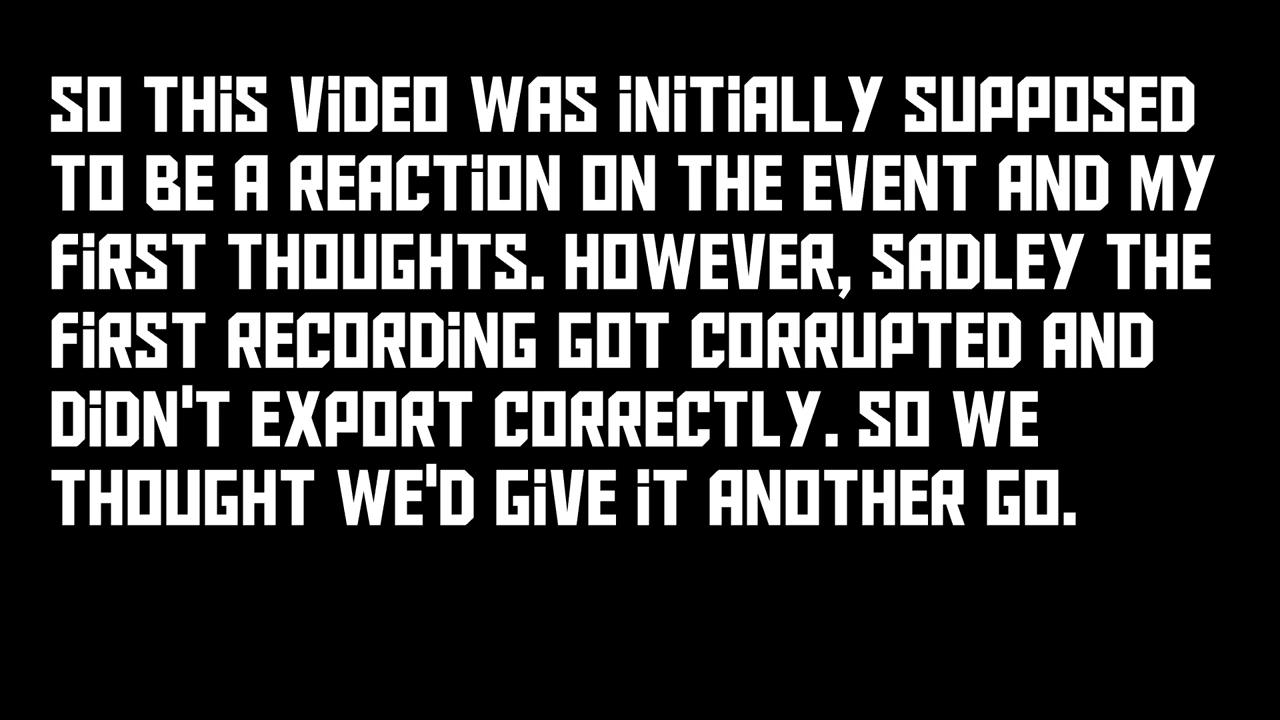 SO THiS ViDEO WAS iNiTiALLY SUPPOSED
TO BE A REACTiON ON THE EVENT AND MY
FiRST THOUGHTS. HOWEVER, SADLEY THE
FiRST RECORDiNG GOT CORRUPTED AND
DiDN'T EXPORT CORRECTLY. SO WE
THOUGHT WE'D GiVE iT ANOTHER GO.